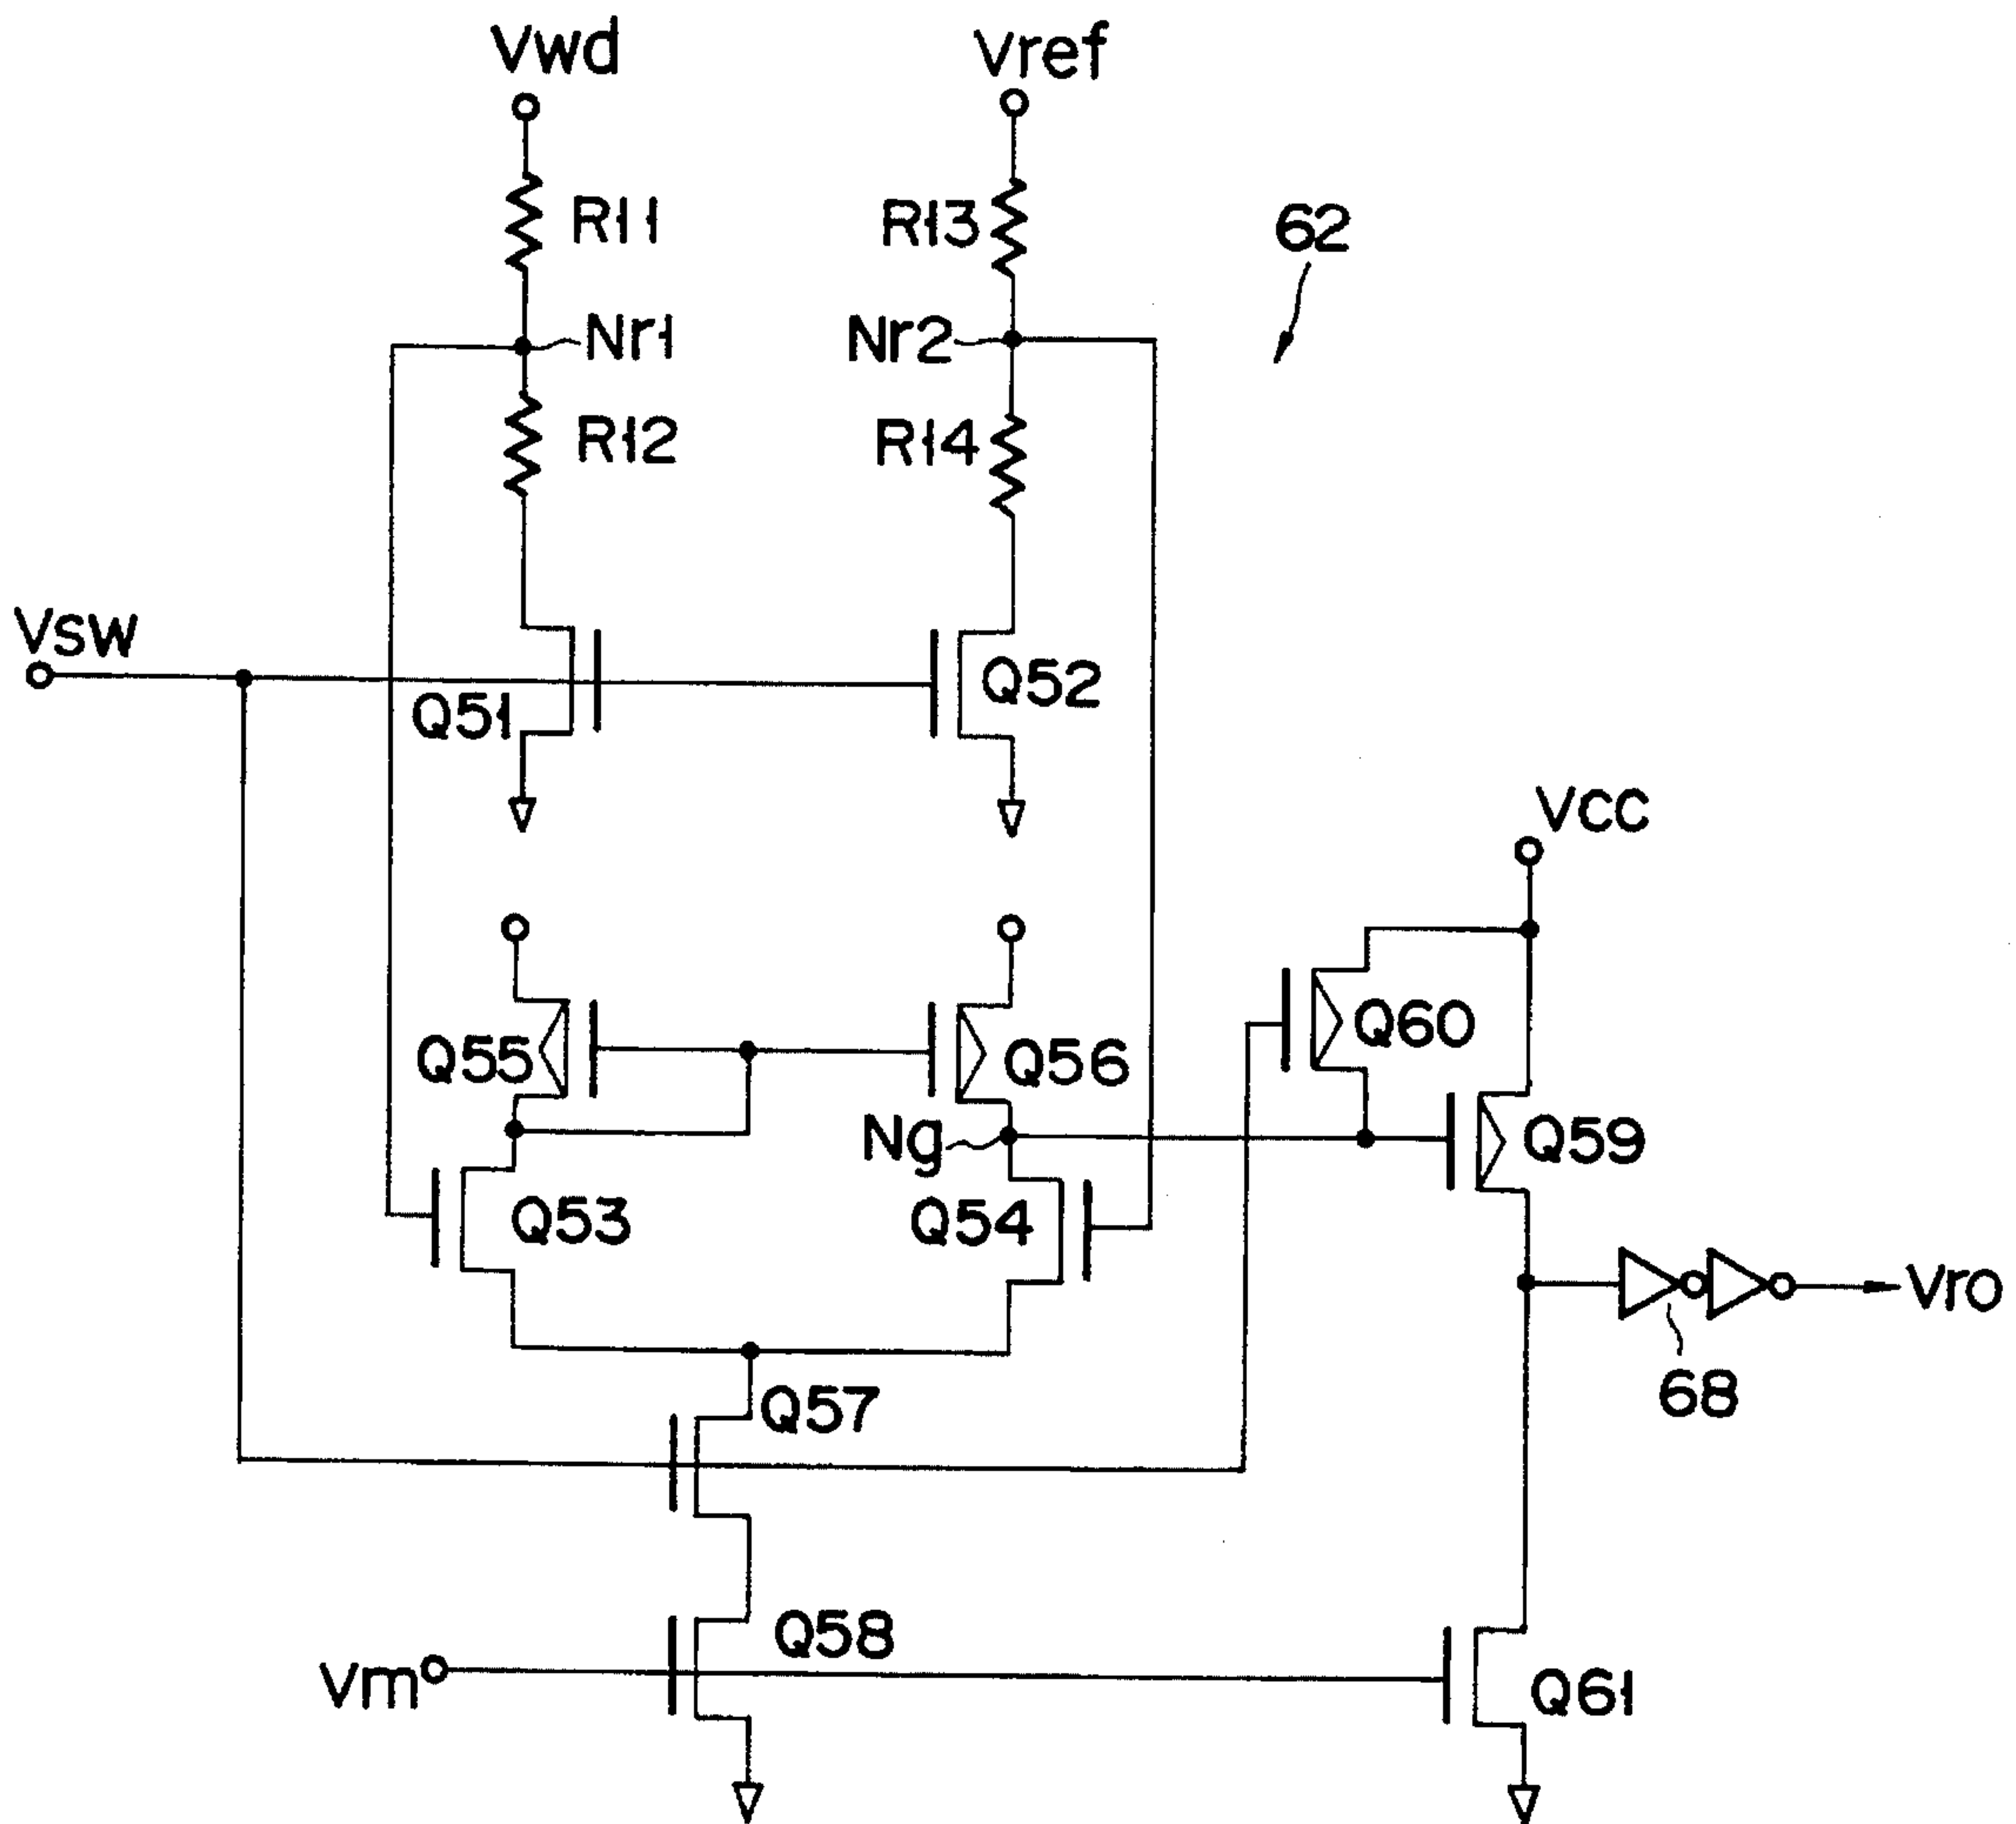 Vwd
Vref
R11
R13
62
Nr1
Nr2
R12
R14
Vsw
Q51
Q52
Vcc
Q55
Q56
Q60
Ng
Q59
Q53
Q54
Vro
68
Q57
Q58
Vm
Q61